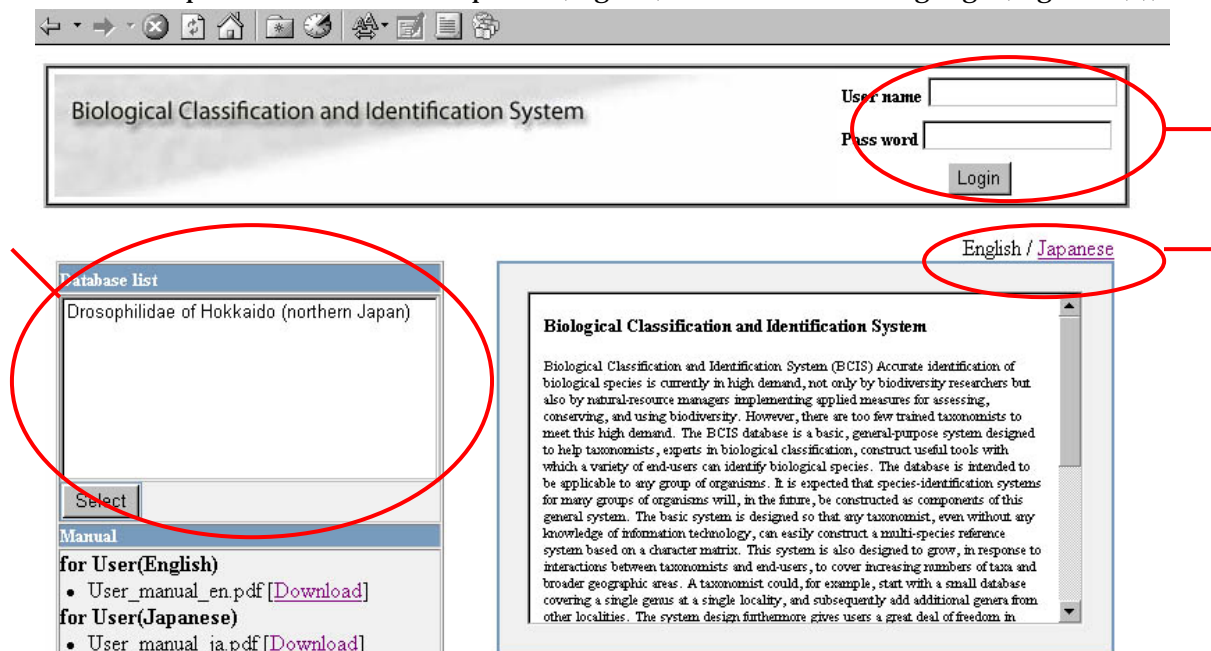 Biological Classification and Identification System
User name
Pass word
Login
English / Japanese
Database list
Drosophilidae of Hokkaido (northern Japan)
Select
Manual
for User(English)
• User_manual_en.pdf [Download]
for User(Japanese)
• User_manual_ja.pdf [Download]
Biological Classification and Identification System
Biological Classification and Identification System (BCIS) Accurate identification of
biological species is currently in high demand, not only by biodiversity researchers but
also by natural-resource managers implementing applied measures for assessing,
conserving, and using biodiversity. However, there are too few trained taxonomists to
meet this high demand. The BCIS database is a basic, general-purpose system designed
to help taxonomists, experts in biological classification, construct useful tools with
which a variety of end-users can identify biological species. The database is intended to
be applicable to any group of organisms. It is expected that species-identification systems
for many groups of organisms will, in the future, be constructed as components of this
general system. The basic system is designed so that any taxonomist, even without any
knowledge of information technology, can easily construct a multi-species reference
system based on a character matrix. This system is also designed to grow, in response to
interactions between taxonomists and end-users, to cover increasing numbers of taxa and
broader geographic areas. A taxonomist could, for example, start with a small database
covering a single genus at a single locality, and subsequently add additional genera from
other localities. The system design furthermore gives users a great deal of freedom in